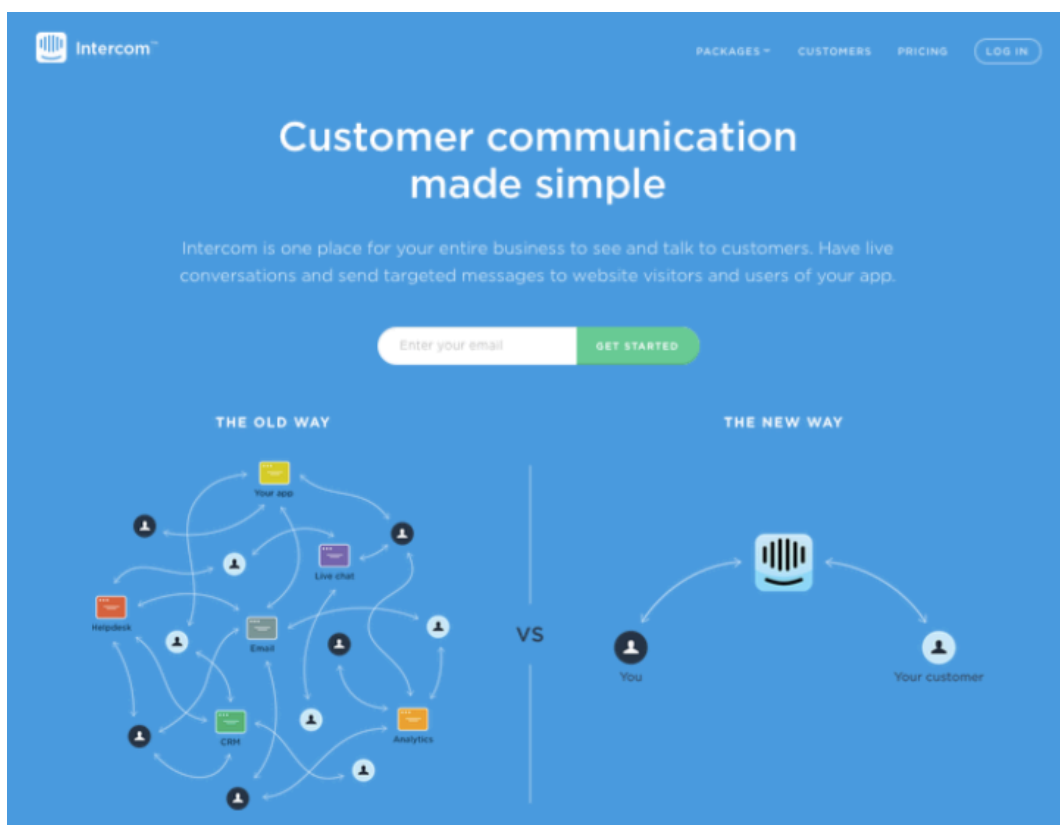 Intercom™
PACKAGES
CUSTOMERS
PRICING
LOG IN
Customer communication
made simple
Intercom is one place for your entire business to see and talk to customers. Have live
conversations and send targeted messages to website visitors and users of your app.
Enter your email
GET STARTED
THE OLD WAY
Your app
Live chat
Helpdesk
Email
CRM
Analytics
VS
THE NEW WAY
You
Your customer